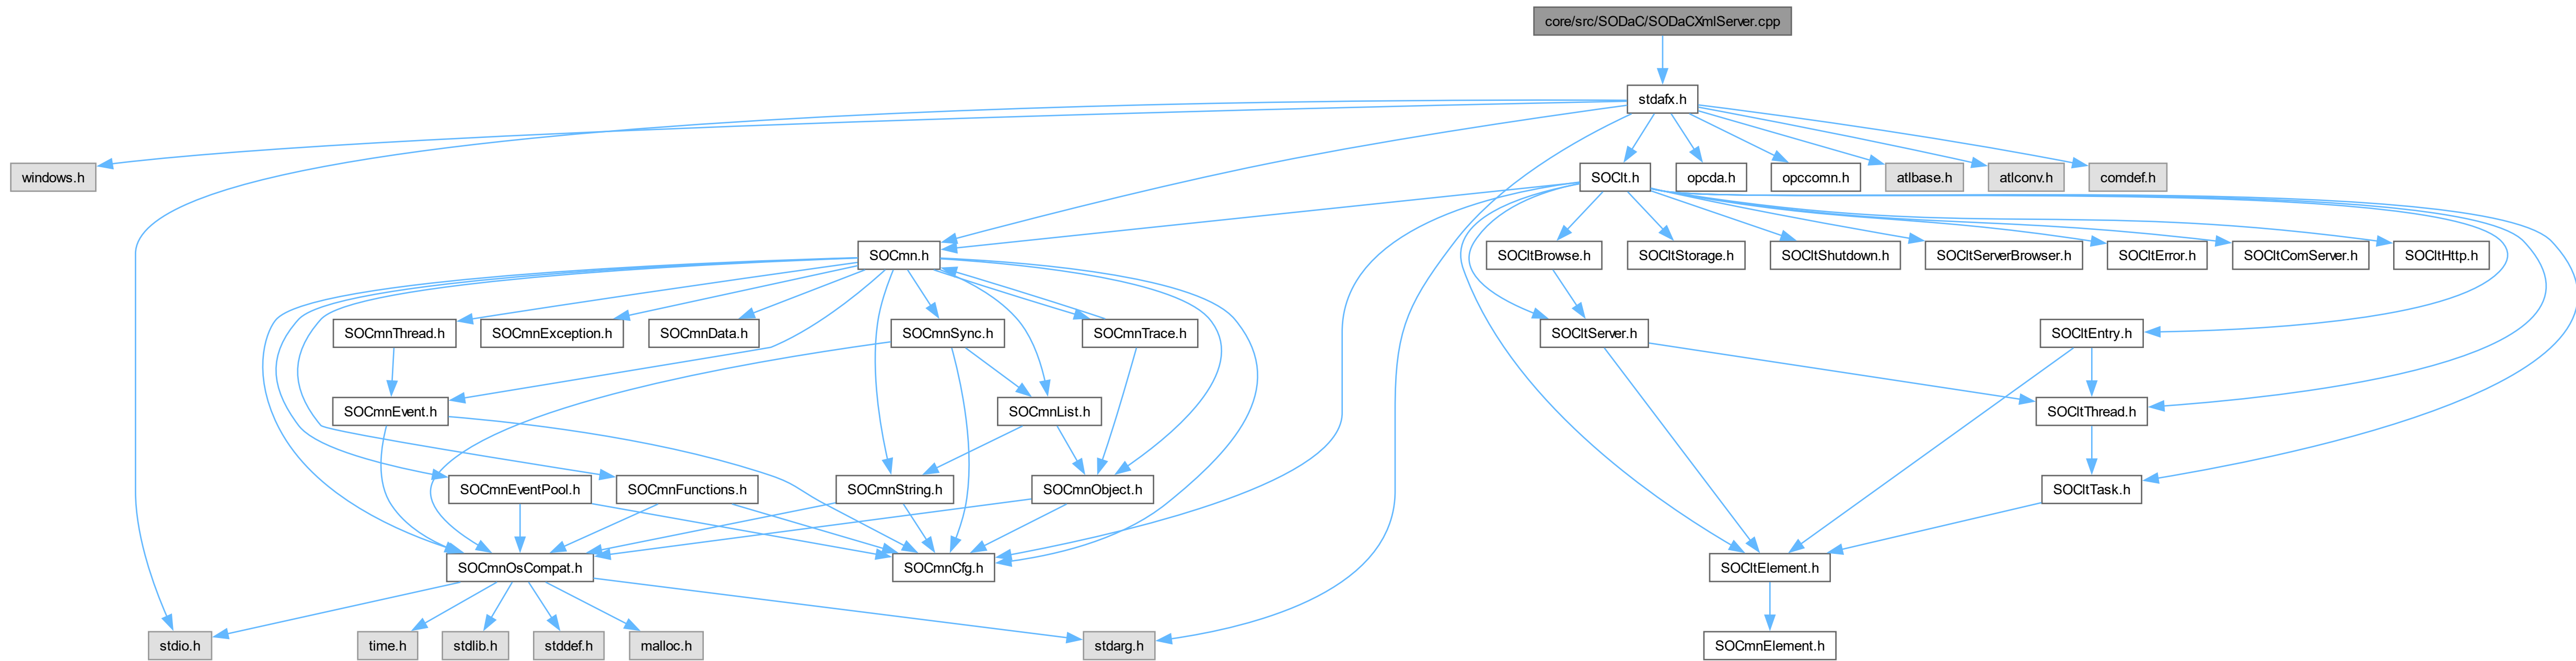 core/src/SODaC/SODaCXmlServer.cpp
stdafx.h
windows.h
SOClt.h
opcda.h
opccomn.h
atlbase.h
atlconv.h
comdef.h
SOCmn.h
SOCltBrowse.h
SOCltStorage.h
SOCltShutdown.h
SOCltServerBrowser.h
SOCltError.h
SOCltComServer.h
SOCltHttp.h
SOCmnThread.h
SOCmnException.h
SOCmnData.h
SOCmnSync.h
SOCmnTrace.h
SOCltServer.h
SOCltEntry.h
SOCmnEvent.h
SOCmnList.h
SOCltThread.h
SOCmnEventPool.h
SOCmnFunctions.h
SOCmnString.h
SOCmnObject.h
SOCltTask.h
SOCmnOsCompat.h
SOCmnCfg.h
SOCltElement.h
stdio.h
time.h
stdlib.h
stddef.h
malloc.h
stdarg.h
SOCmnElement.h